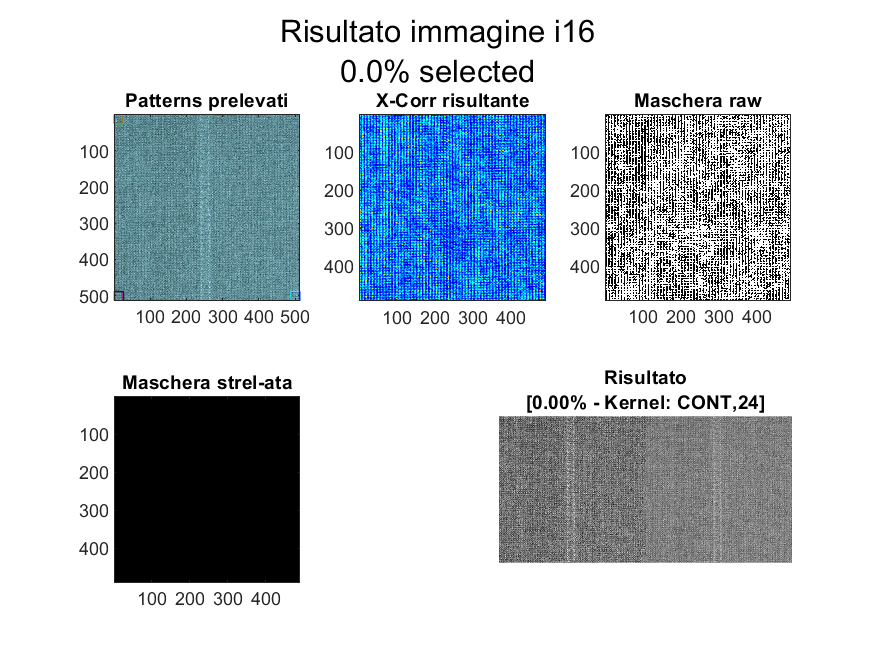 Risultato immagine i16
0.0% selected
Patterns prelevati
100
200
300
400
500
100 200 300 400 500
X-Corr risultante
100
200
300
400
100 200 300 400
Maschera raw
100
200
300
400
100 200 300 400
Maschera strel-ata
100
200
300
400
100 200 300 400
Risultato
[0.00% - Kernel: CONT,24]